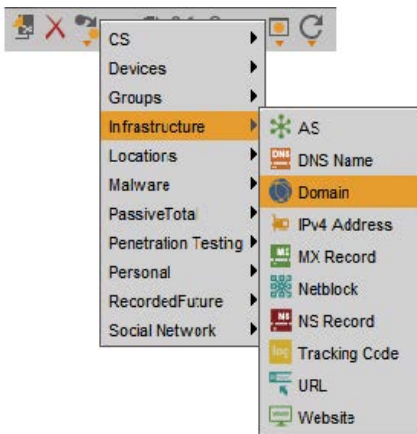 CS
Devices
Groups
Infrastructure
Locations
Malware
PassiveTotal
Penetration Testing
Personal
RecordedFuture
Social Network
AS
DNS Name
Domain
IPv4 Address
MX Record
Netblock
NS Record
Tracking Code
URL
Website